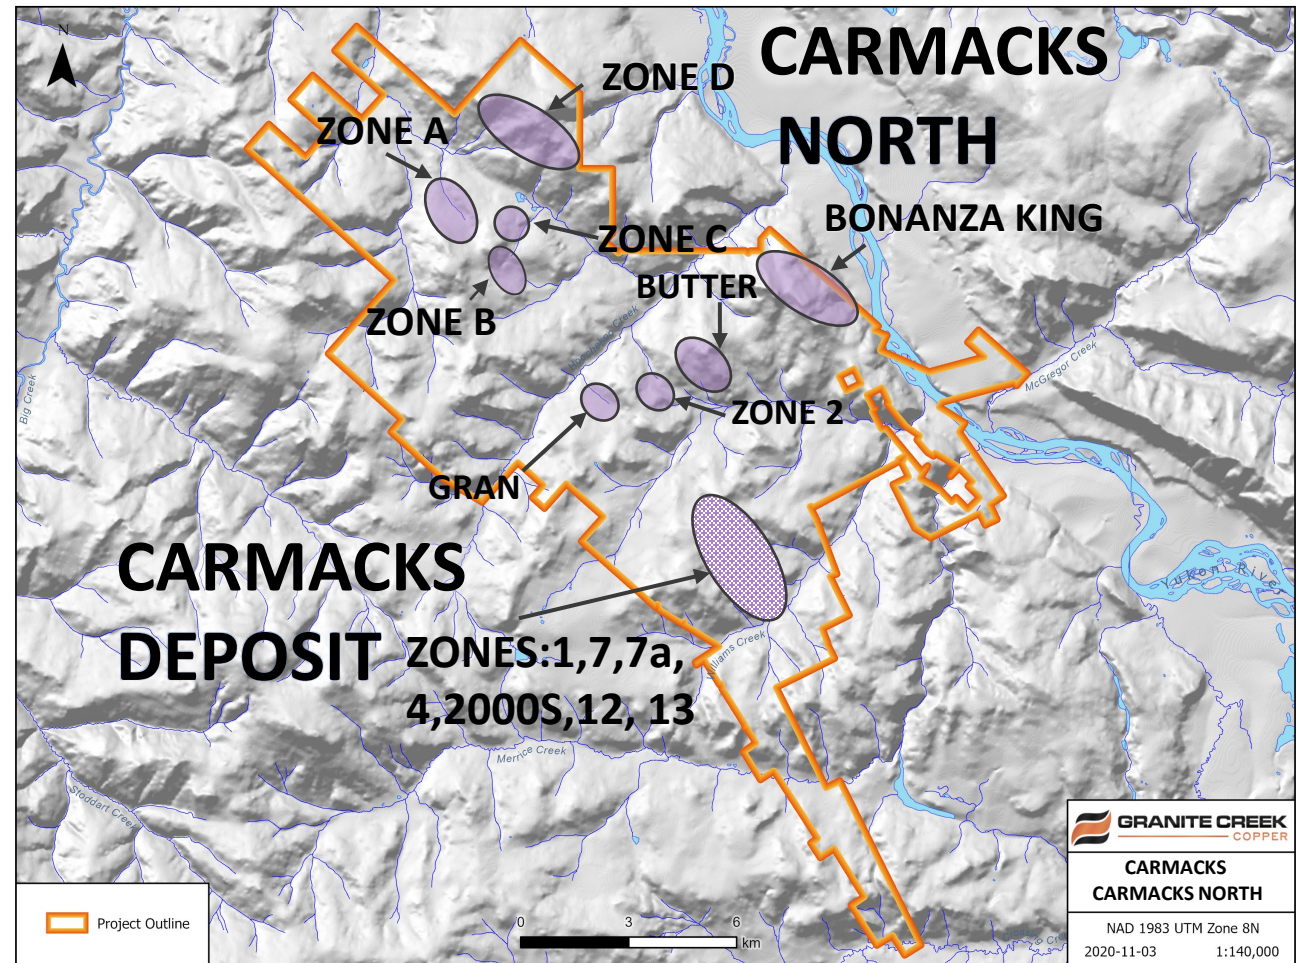 N
CARMACKS
NORTH
ZONE D
ZONE A
BONANZA KING
ZONE C
BUTTER
ZONE B
McGregor Creek
Big Creek
ZONE 2
GRAN
CARMACKS
DEPOSIT
Yukon River
ZONES:1,7,7a,
4,2000S,12, 13
Creek
Merrice Creek
Stoddart Creek
GRANITE CREEK
COPPER
CARMACKS
CARMACKS NORTH
NAD 1983 UTM Zone 8N
2020-11-03 1:140,000
Project Outline
0 3 6
km